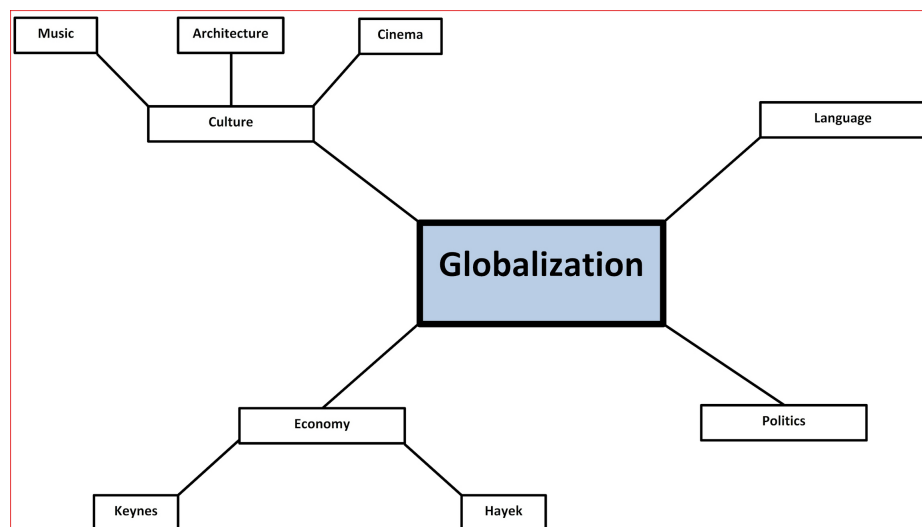 Music
Architecture
Cinema
Culture
Language
Globalization
Economy
Politics
Keynes
Hayek